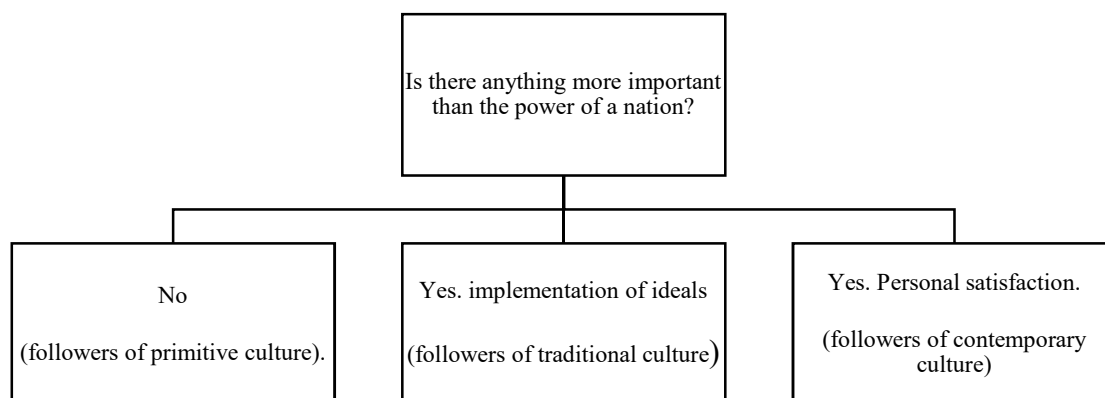 Is there anything more important
than the power of a nation?
No
(followers of primitive culture).
Yes. implementation of ideals
(followers of traditional culture)
Yes. Personal satisfaction.
(followers of contemporary
culture)